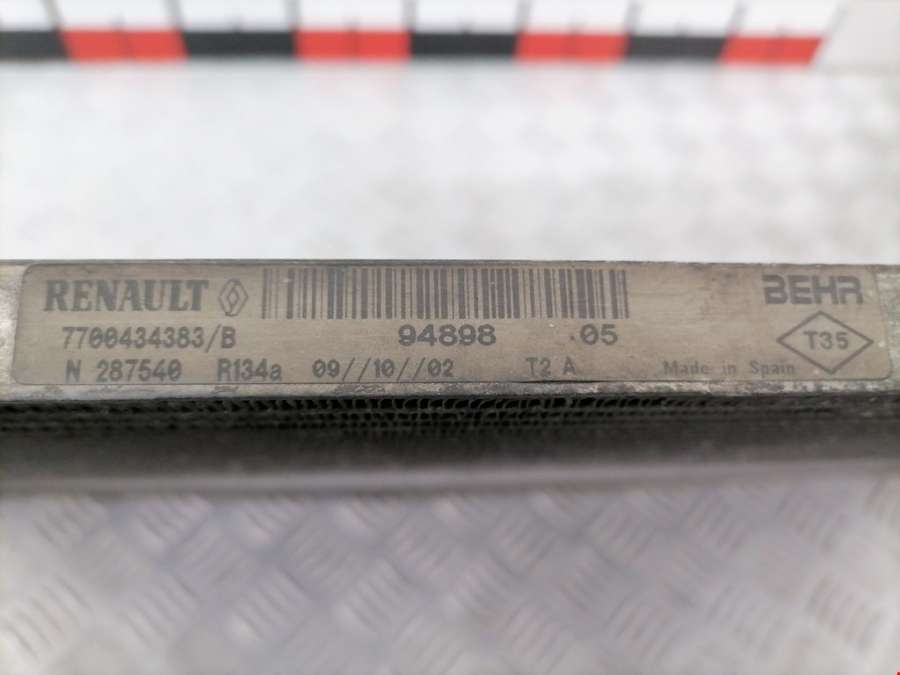 RENAULT BEHR
7700434383/B 94898 05 T35
N 287540 R134a 09//10//02 T2 A Made in Spain